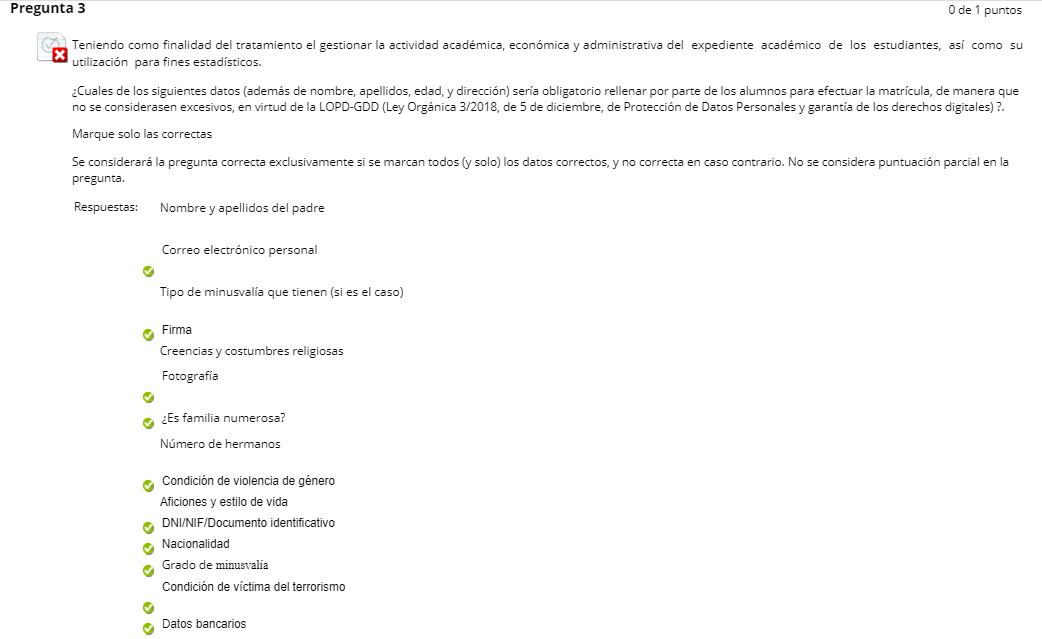 Pregunta 3
0 de 1 puntos
Teniendo como finalidad del tratamiento el gestionar la actividad académica, económica y administrativa del expediente académico de los estudiantes, así como su
utilización para fines estadísticos.
¿Cuales de los siguientes datos (además de nombre, apellidos, edad, y dirección) sería obligatorio rellenar por parte de los alumnos para efectuar la matrícula, de manera que
no se considerasen excesivos, en virtud de la LOPD-GDD (Ley Orgánica 3/2018, de 5 de diciembre, de Protección de Datos Personales y garantía de los derechos digitales) ?.
Marque solo las correctas
Se considerará la pregunta correcta exclusivamente si se marcan todos (y solo) los datos correctos, y no correcta en caso contrario. No se considera puntuación parcial en la
pregunta.
Respuestas:
Nombre y apellidos del padre
Correo electrónico personal
Tipo de minusvalía que tienen (si es el caso)
Firma
Creencias y costumbres religiosas
Fotografía
¿Es familia numerosa?
Número de hermanos
Condición de violencia de género
Aficiones y estilo de vida
DNI/NIF/Documento identificativo
Nacionalidad
Grado de minusvalía
Condición de víctima del terrorismo
Datos bancarios